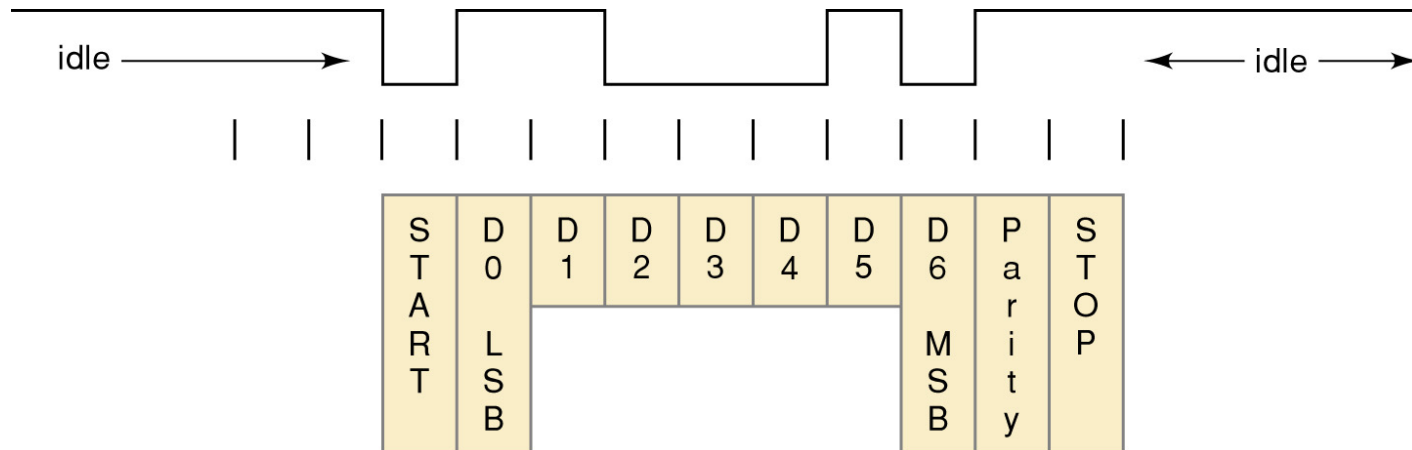 idle
idle
START
D0 LSB
D1
D2
D3
D4
D5
D6 MSB
Parity
STOP